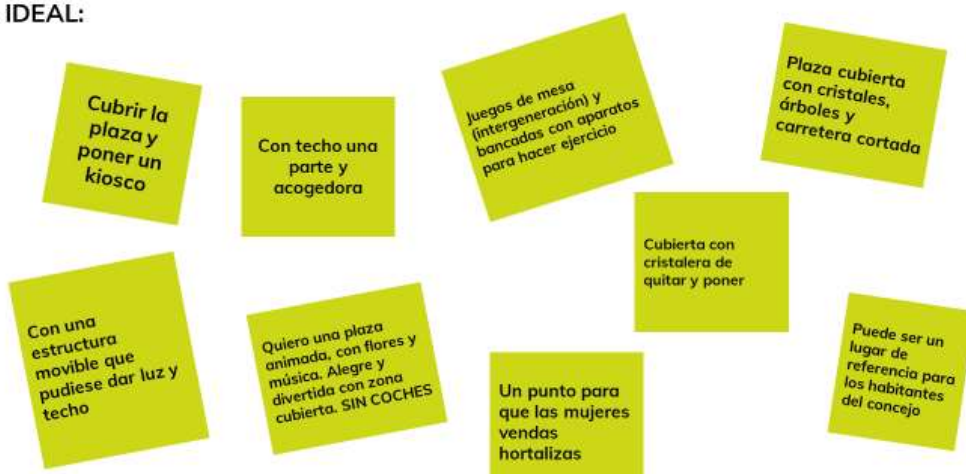 IDEAL:
Cubrir la
plaza y
poner un
kiosco
Con techo una
parte y
acogedora
Juegos de mesa
(intergeneración) y
bancadas con aparatos
para hacer ejercicio
Plaza cubierta
con cristales,
árboles y
carretera cortada
Cubierta con
cristalera de
quitar y poner
Con una
estructura
movible que
pudiese dar luz y
techo
Quiero una plaza
animada, con flores y
música. Alegre y
divertida con zona
cubierta. SIN COCHES
Un punto para
que las mujeres
vendas
hortalizas
Puede ser un
lugar de
referencia para
los habitantes
del concejo